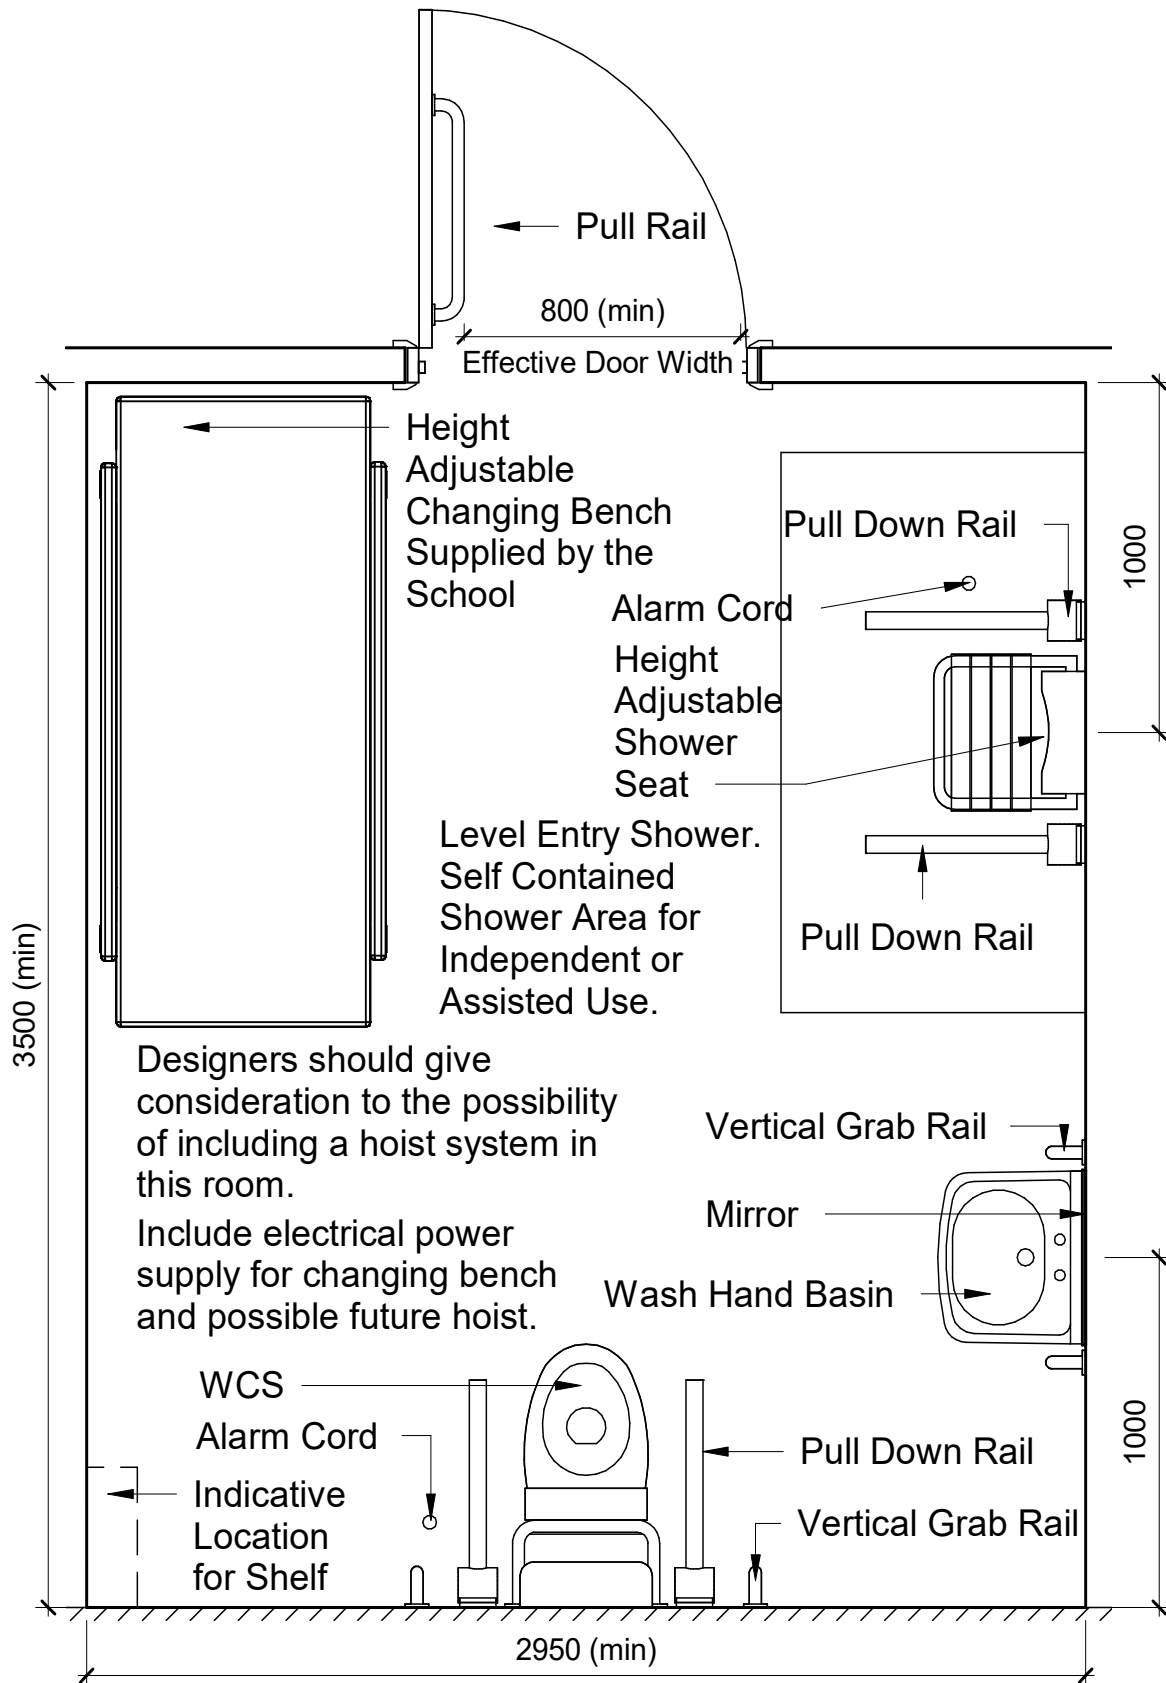 Pull Rail
800 (min)
Effective Door Width
Height
Adjustable
Changing Bench
Supplied by the
School
Pull Down Rail
1000
Alarm Cord
Height
Adjustable
Shower
Seat
Level Entry Shower.
Self Contained
Shower Area for
Independent or
Assisted Use.
Pull Down Rail
3500 (min)
Designers should give
consideration to the possibility
of including a hoist system in
this room.
Include electrical power
supply for changing bench
and possible future hoist.
Vertical Grab Rail
Mirror
Wash Hand Basin
WCS
Alarm Cord
Indicative
Location
for Shelf
Pull Down Rail
Vertical Grab Rail
1000
2950 (min)